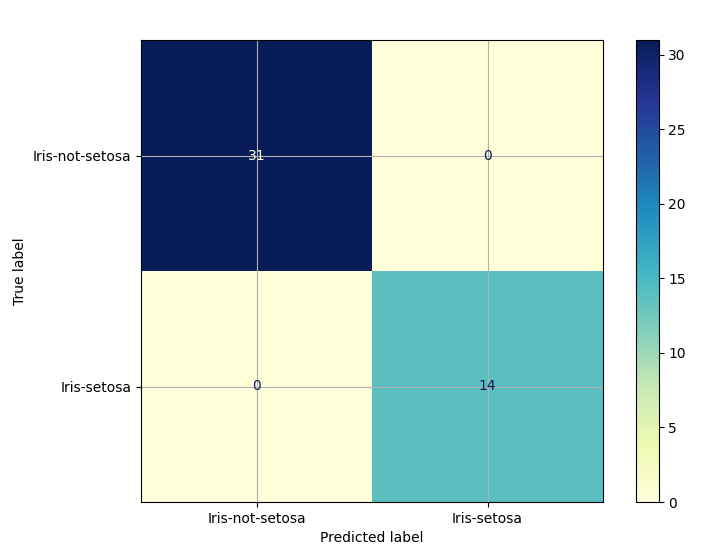 Iris-not-setosa
Iris-setosa
True label
31
0
0
14
Iris-not-setosa
Iris-setosa
Predicted label
30
25
20
15
10
5
0